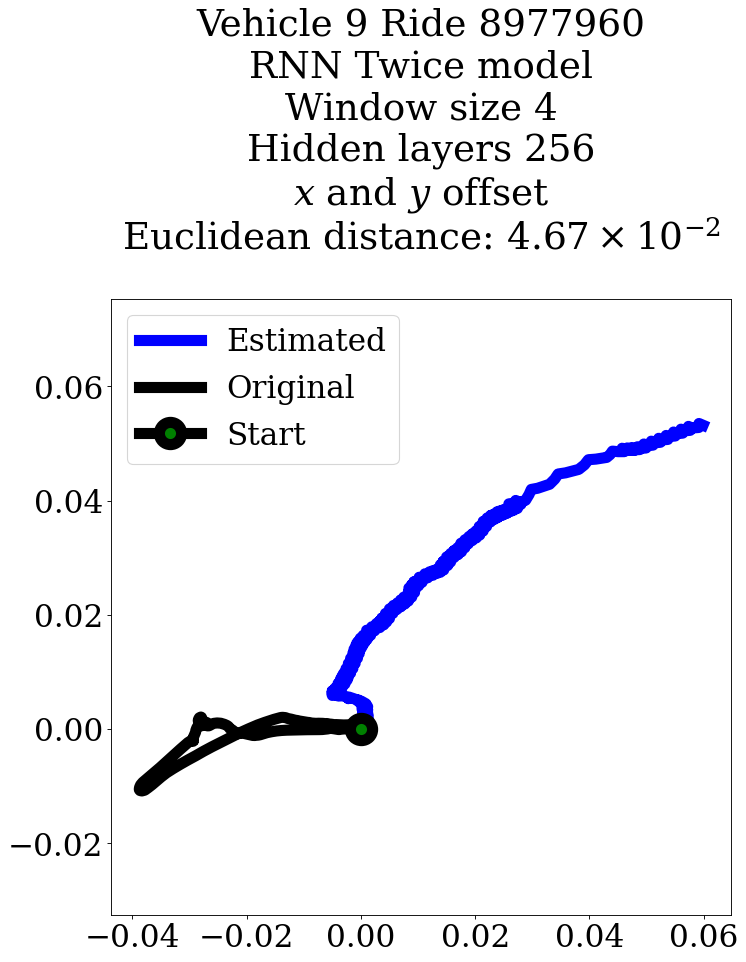 Vehicle 9 Ride 8977960
RNN Twice model
Window size 4
Hidden layers 256
x and y offset
Euclidean distance: 4.67 × 10⁻²
Estimated
Original
Start
0.06
0.04
0.02
0.00
−0.02
−0.04 −0.02 0.00 0.02 0.04 0.06